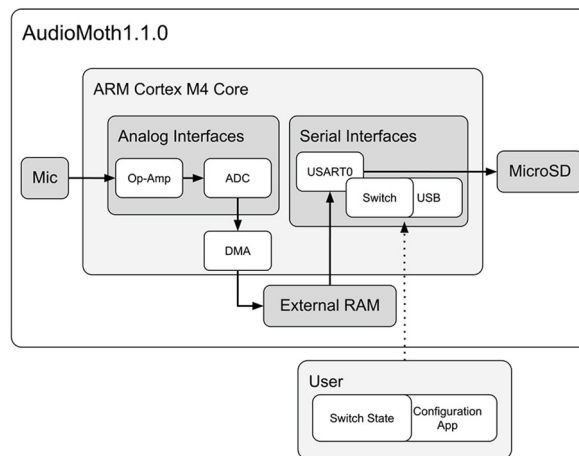 AudioMoth1.1.0
ARM Cortex M4 Core
Analog Interfaces
Serial Interfaces
Mic
Op-Amp
ADC
USART0
MicroSD
Switch
USB
DMA
External RAM
User
Switch State
Configuration
App